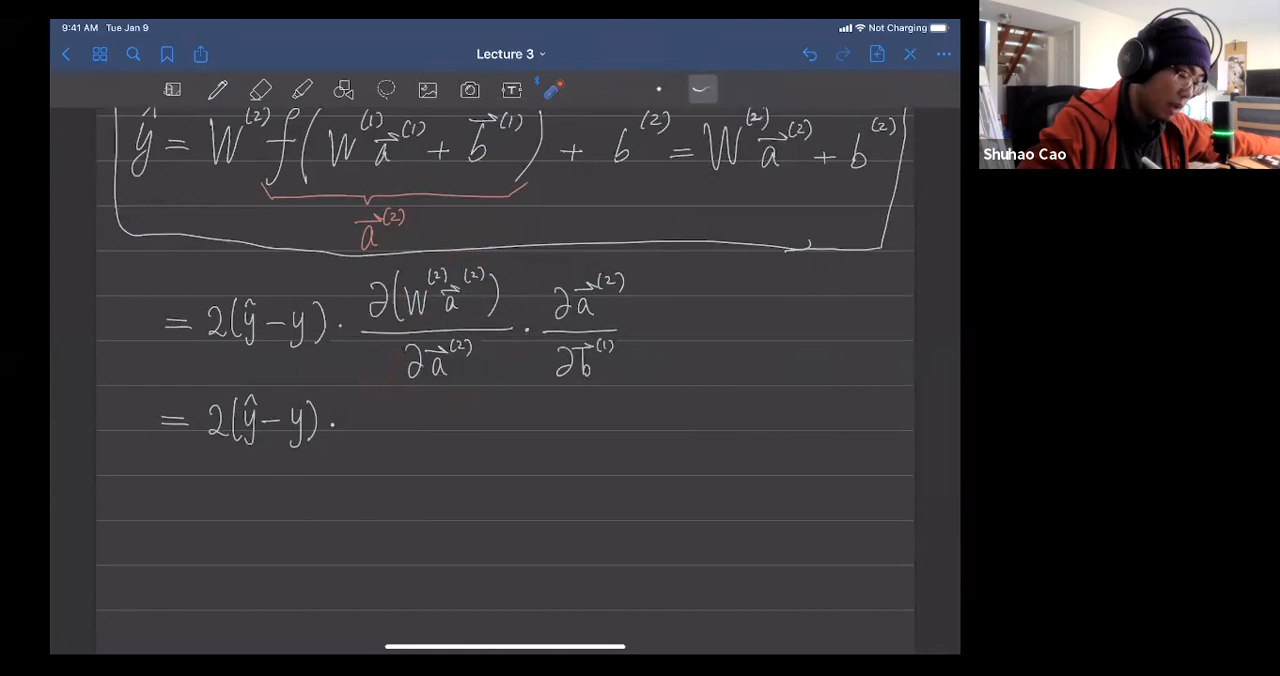 9:41 AM Tue Jan 9
Not Charging
Lecture 3
ŷ = W⁽²⁾ f(W⁽¹⁾ a⃗⁽¹⁾ + b⃗⁽¹⁾) + b⁽²⁾ = W⁽²⁾ a⃗⁽²⁾ + b⁽²⁾
a⃗⁽²⁾
= 2(ŷ − y) · ∂(W⁽²⁾ a⃗⁽²⁾) / ∂a⃗⁽²⁾ · ∂a⃗⁽²⁾ / ∂b⃗⁽¹⁾
= 2(ŷ − y) ·
Shuhao Cao